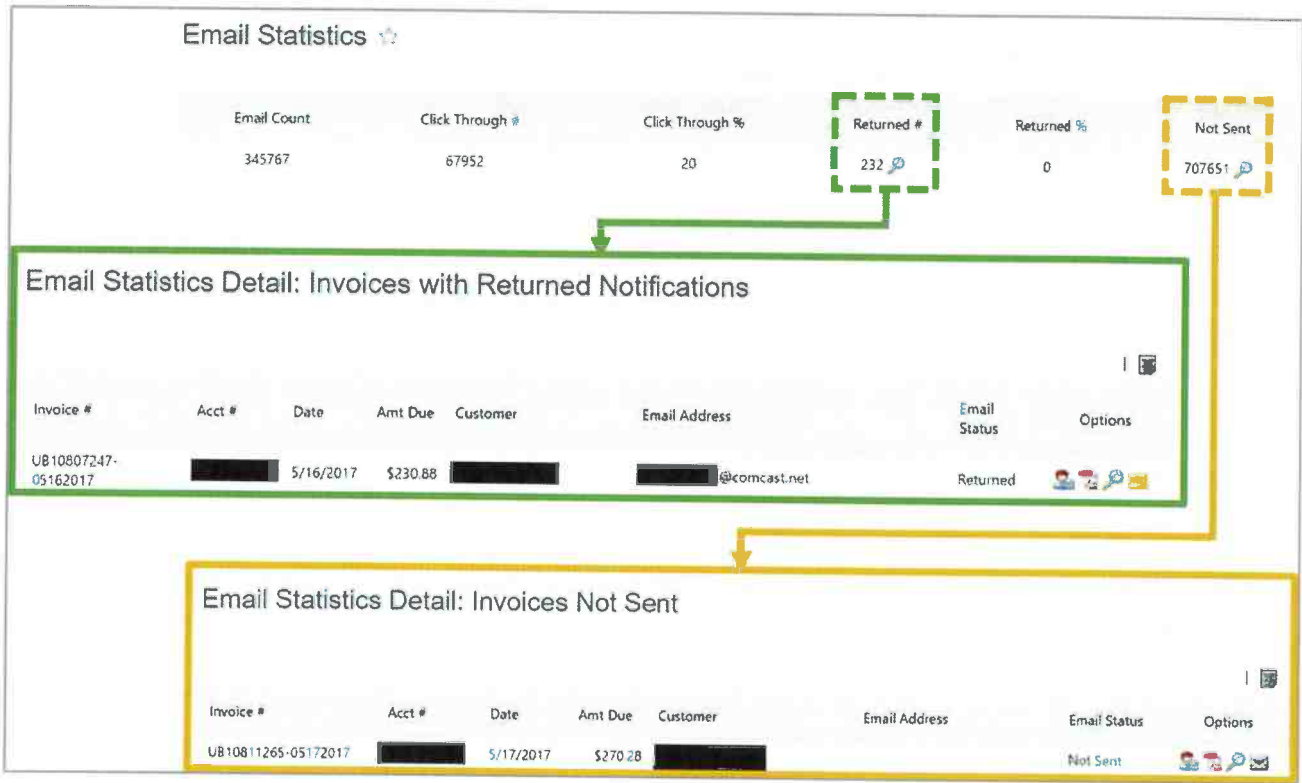 Email Statistics
Email Count Click Through # Click Through % Returned # Returned % Not Sent
345767 67952 20 232 0 707651
Email Statistics Detail: Invoices with Returned Notifications
Invoice # Acct # Date Amt Due Customer Email Address Email Status Options
UB10807247-
05162017 5/16/2017 $230.88 @comcast.net Returned
Email Statistics Detail: Invoices Not Sent
Invoice # Acct # Date Amt Due Customer Email Address Email Status Options
UB10811265-05172017 5/17/2017 $270.28 Not Sent